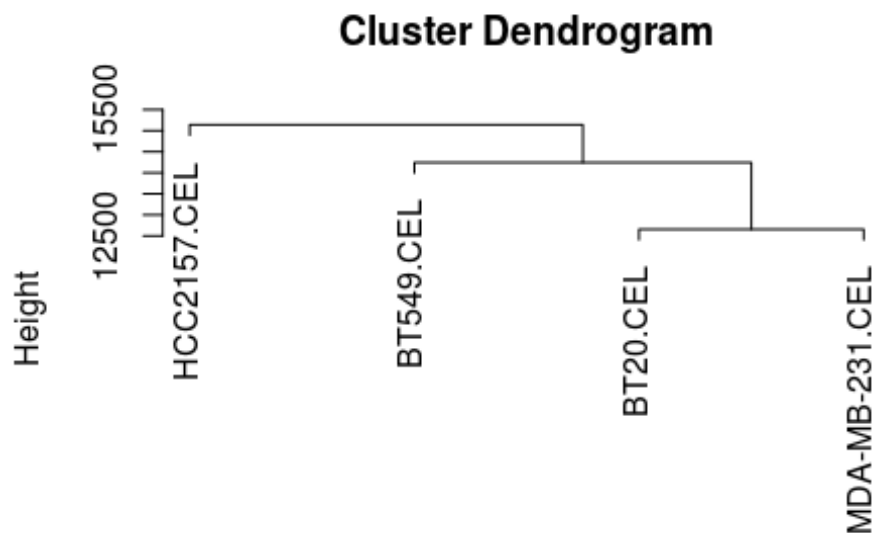 Cluster Dendrogram
Height
15500
12500
HCC2157.CEL
BT549.CEL
BT20.CEL
MDA-MB-231.CEL